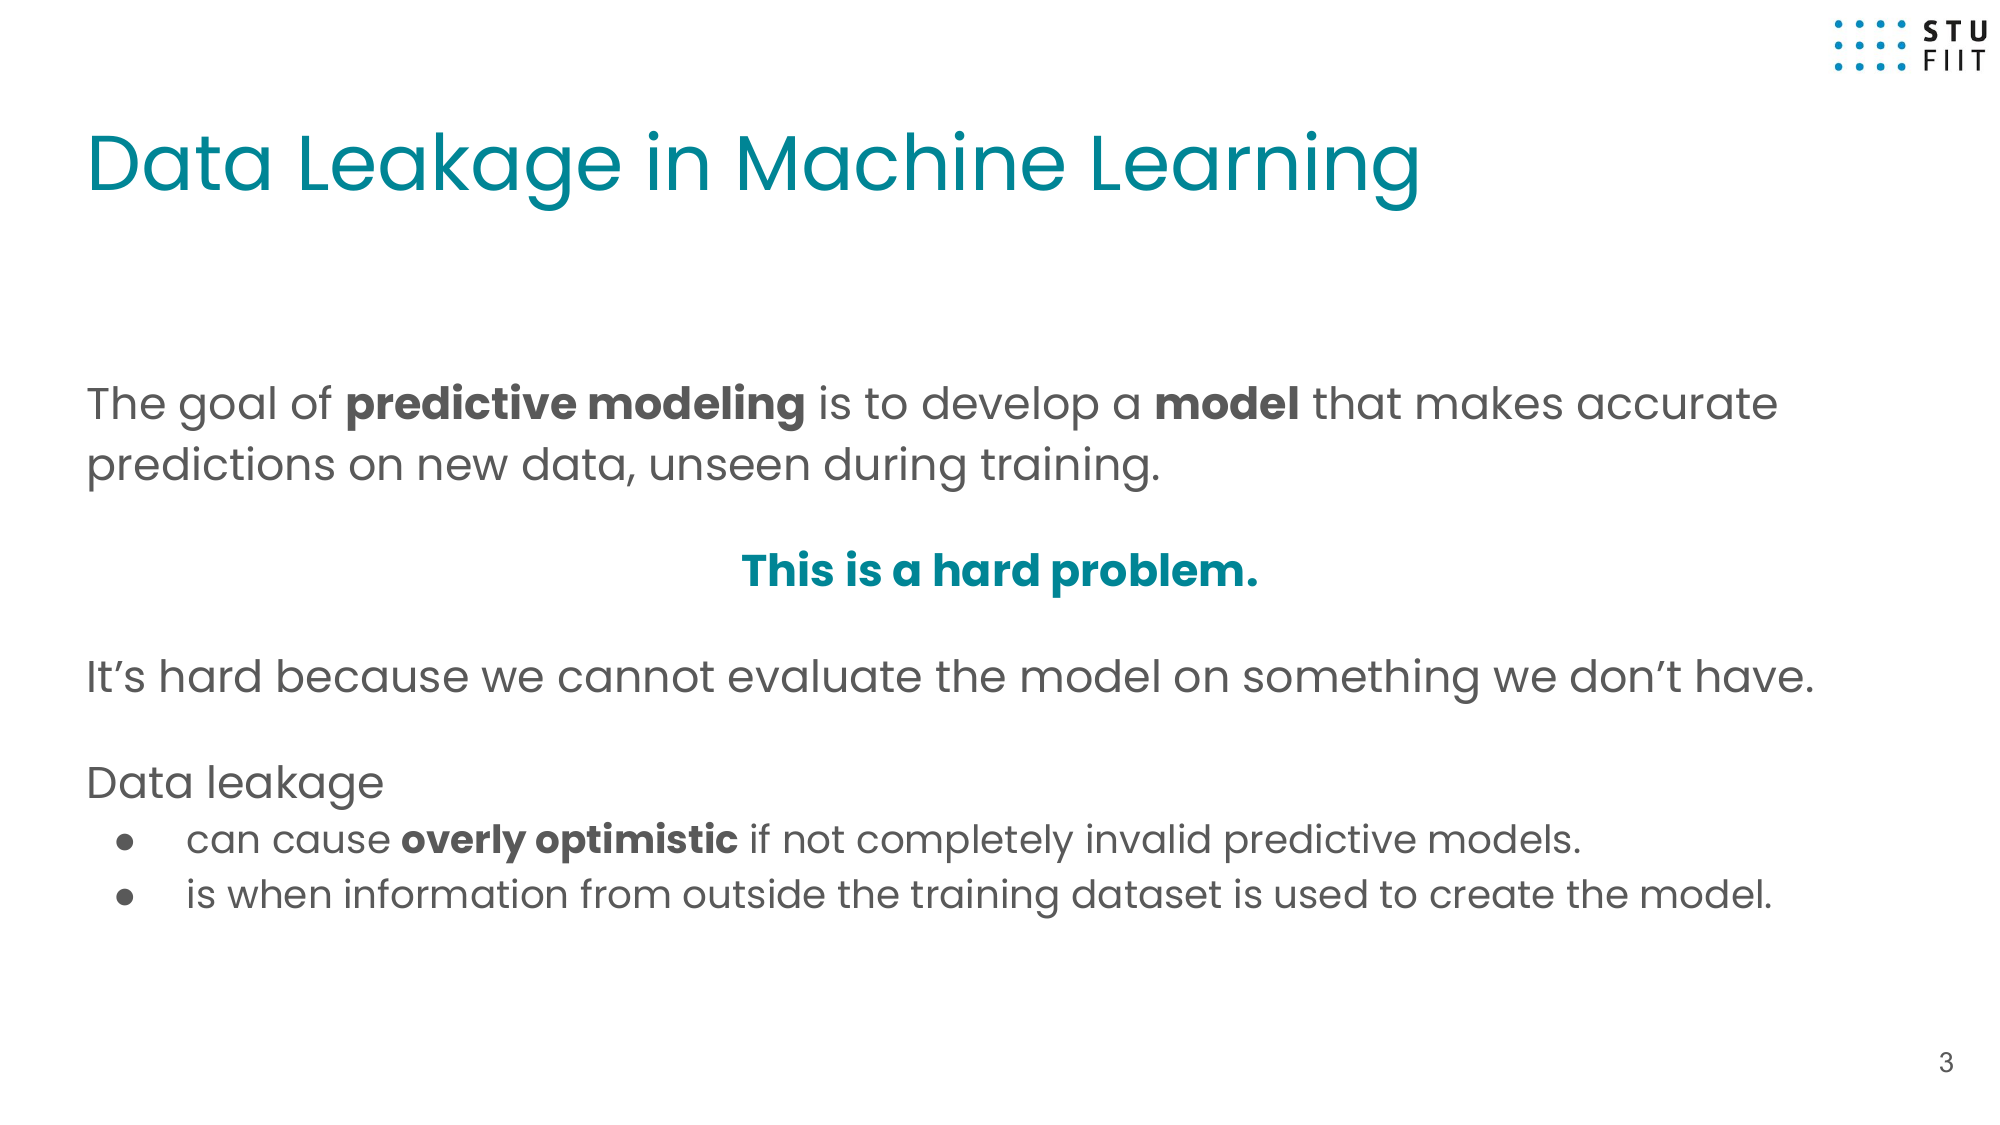 STU
FIIT
Data Leakage in Machine Learning
The goal of predictive modeling is to develop a model that makes accurate
predictions on new data, unseen during training.
This is a hard problem.
It’s hard because we cannot evaluate the model on something we don’t have.
Data leakage
● can cause overly optimistic if not completely invalid predictive models.
● is when information from outside the training dataset is used to create the model.
3